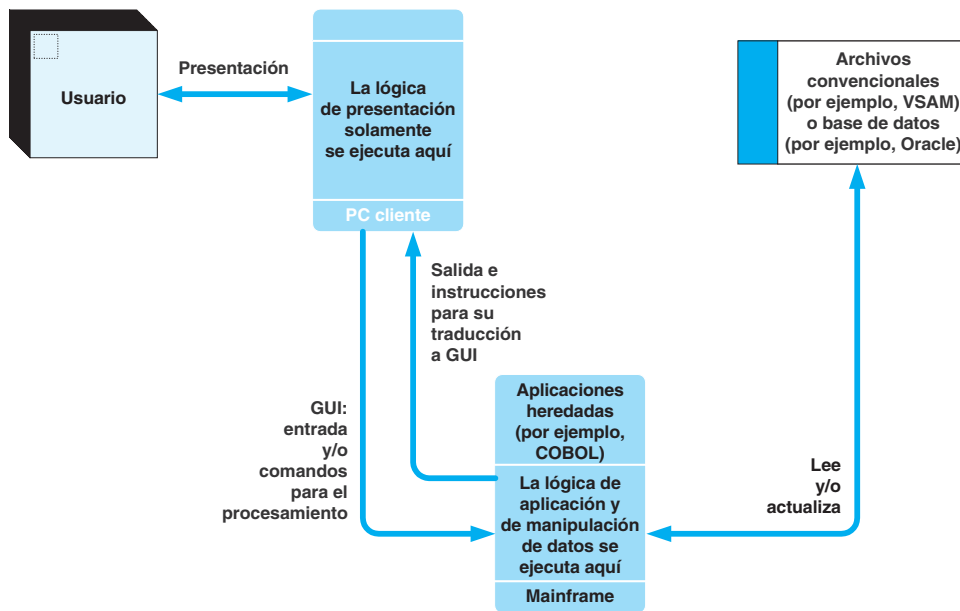 Usuario
Presentación
La lógica
de presentación
solamente
se ejecuta aquí
PC cliente
Archivos
convencionales
(por ejemplo, VSAM)
o base de datos
(por ejemplo, Oracle)
Salida e
instrucciones
para su
traducción
a GUI
GUI:
entrada
y/o
comandos
para el
procesamiento
Aplicaciones
heredadas
(por ejemplo,
COBOL)
La lógica de
aplicación y
de manipulación
de datos se
ejecuta aquí
Mainframe
Lee
y/o
actualiza